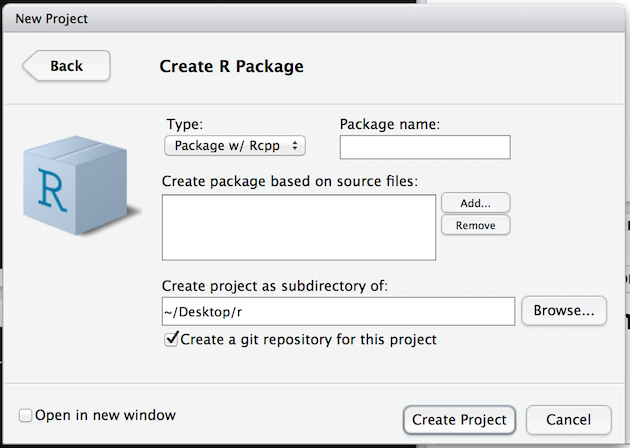 New Project
Back
Create R Package
Type:
Package name:
Package w/ Rcpp
R
Create package based on source files:
Add...
Remove
Create project as subdirectory of:
~/Desktop/r
Browse...
Create a git repository for this project
Open in new window
Create Project
Cancel